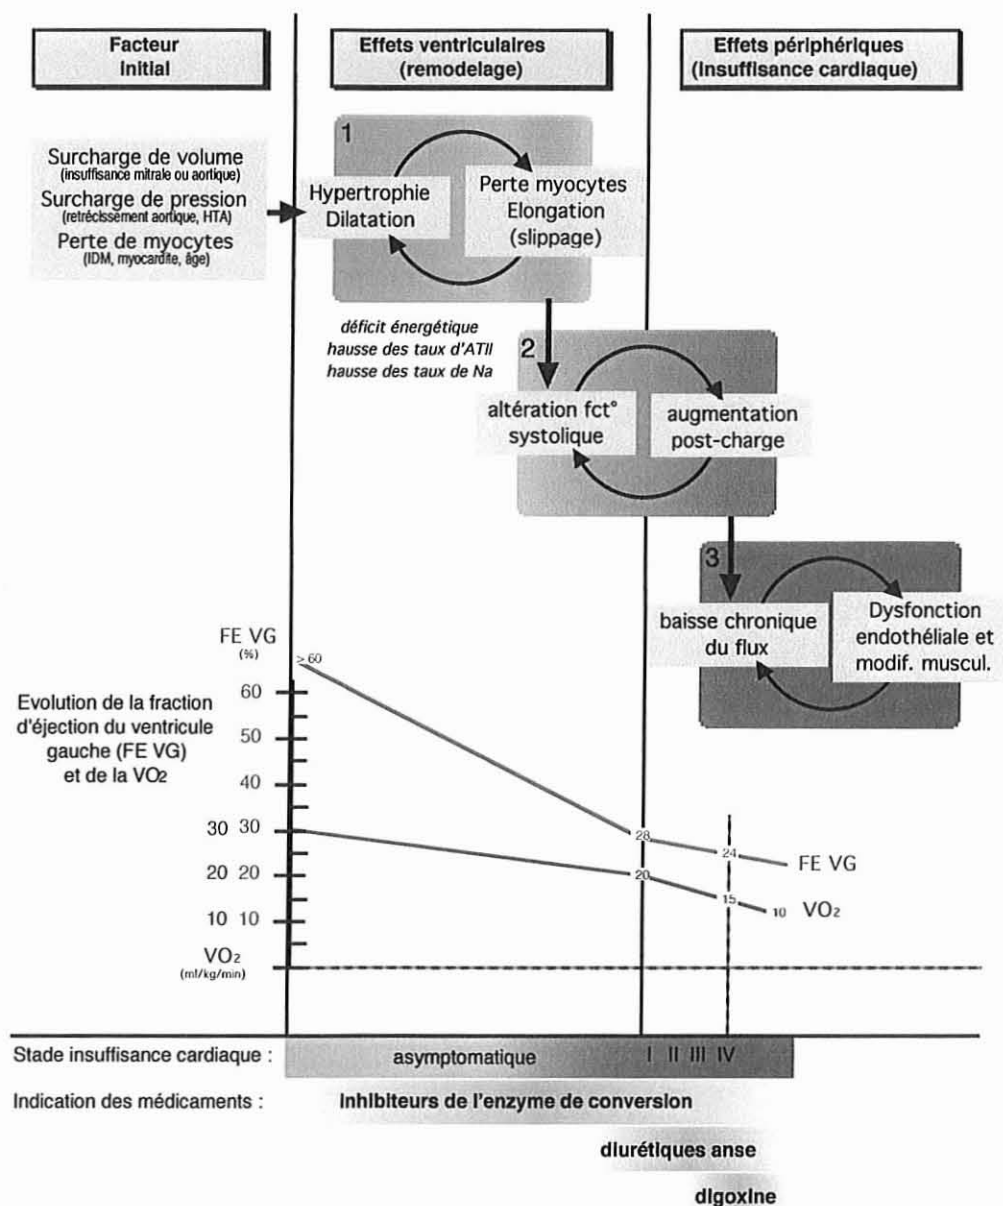 Facteur
initial
Effets ventriculaires
(remodelage)
Effets périphériques
(insuffisance cardiaque)
Surcharge de volume
(insuffisance mitrale ou aortique)
Surcharge de pression
(retrécissement aortique, HTA)
Perte de myocytes
(IDM, myocardite, âge)
1
Hypertrophie
Dilatation
Perte myocytes
Elongation
(slippage)
déficit énergétique
hausse des taux d'ATII
hausse des taux de Na
2
altération fct°
systolique
augmentation
post-charge
3
baisse chronique
du flux
Dysfonction
endothéliale et
modif. muscul.
Evolution de la fraction
d'éjection du ventricule
gauche (FE VG)
et de la VO2
FE VG
(%)
> 60
60
50
40
30 30
20 20
10 10
VO2
(ml/kg/min)
28
24
FE VG
20
15
10
VO2
Stade insuffisance cardiaque :
asymptomatique
I II III IV
Indication des médicaments :
Inhibiteurs de l'enzyme de conversion
diurétiques anse
digoxine